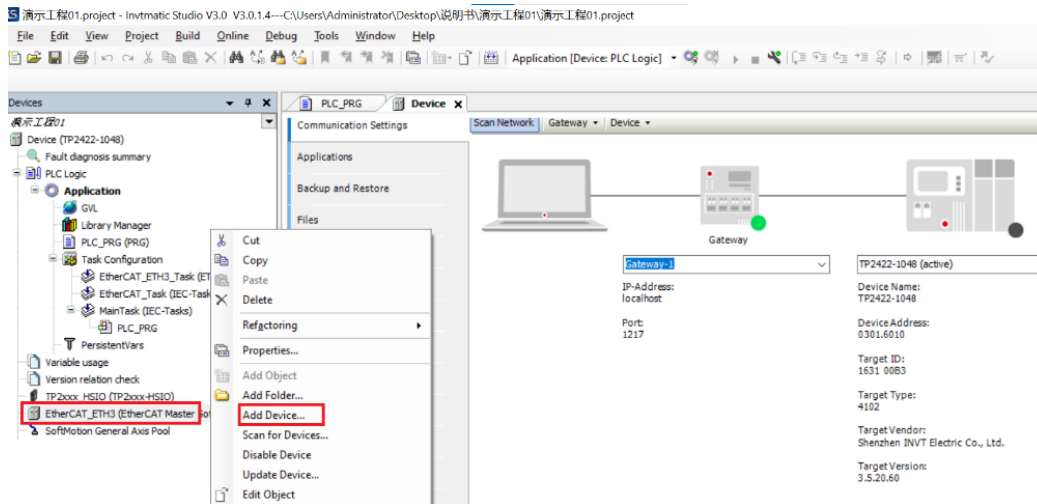 演示工程01.project - Invtmatic Studio V3.0 V3.0.1.4---C:\Users\Administrator\Desktop\说明书\演示工程01\演示工程01.project
File Edit View Project Build Online Debug Tools Window Help
Application [Device: PLC Logic]
Devices
演示工程01
Device (TP2422-1048)
Fault diagnosis summary
PLC Logic
Application
GVL
Library Manager
PLC_PRG (PRG)
Task Configuration
EtherCAT_ETH3_Task (ET
EtherCAT_Task (IEC-Task
MainTask (IEC-Tasks)
PLC_PRG
PersistentVars
Variable usage
Version relation check
TP2xxx_HSIO (TP2xxx-HSIO)
EtherCAT_ETH3 (EtherCAT Master Sof
SoftMotion General Axis Pool
Cut
Copy
Paste
Delete
Refactoring
Properties...
Add Object
Add Folder...
Add Device...
Scan for Devices...
Disable Device
Update Device...
Edit Object
PLC_PRG Device
Communication Settings
Applications
Backup and Restore
Files
Scan Network Gateway Device
Gateway
Gateway-1
IP-Address:
localhost
Port:
1217
TP2422-1048 (active)
Device Name:
TP2422-1048
Device Address:
0301.6010
Target ID:
1631 00B3
Target Type:
4102
Target Vendor:
Shenzhen INVT Electric Co., Ltd.
Target Version:
3.5.20.60